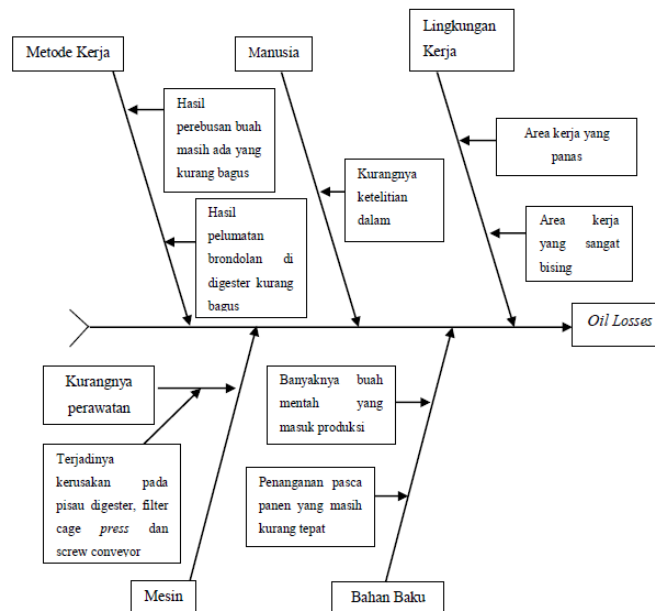 Metode Kerja
Manusia
Lingkungan
Kerja
Hasil
perebusan buah
masih ada yang
kurang bagus
Hasil
pelumatan
brondolan di
digester kurang
bagus
Kurangnya
ketelitian
dalam
Area kerja yang
panas
Area kerja
yang sangat
bising
Oil Losses
Kurangnya
perawatan
Terjadinya
kerusakan pada
pisau digester, filter
cage press dan
screw conveyor
Banyaknya buah
mentah yang
masuk produksi
Penanganan pasca
panen yang masih
kurang tepat
Mesin
Bahan Baku